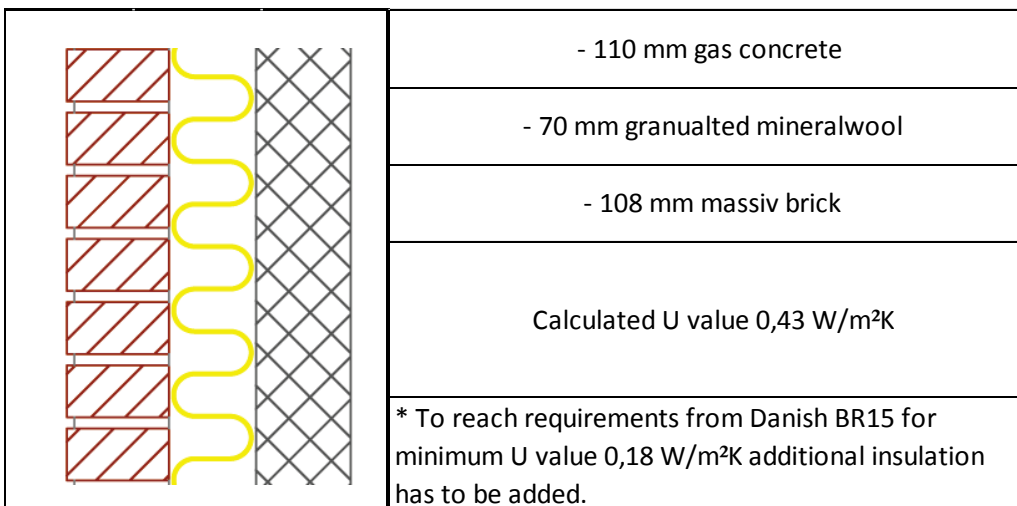 - 110 mm gas concrete
- 70 mm granualted mineralwool
- 108 mm massiv brick
Calculated U value 0,43 W/m²K
* To reach requirements from Danish BR15 for
minimum U value 0,18 W/m²K additional insulation
has to be added.